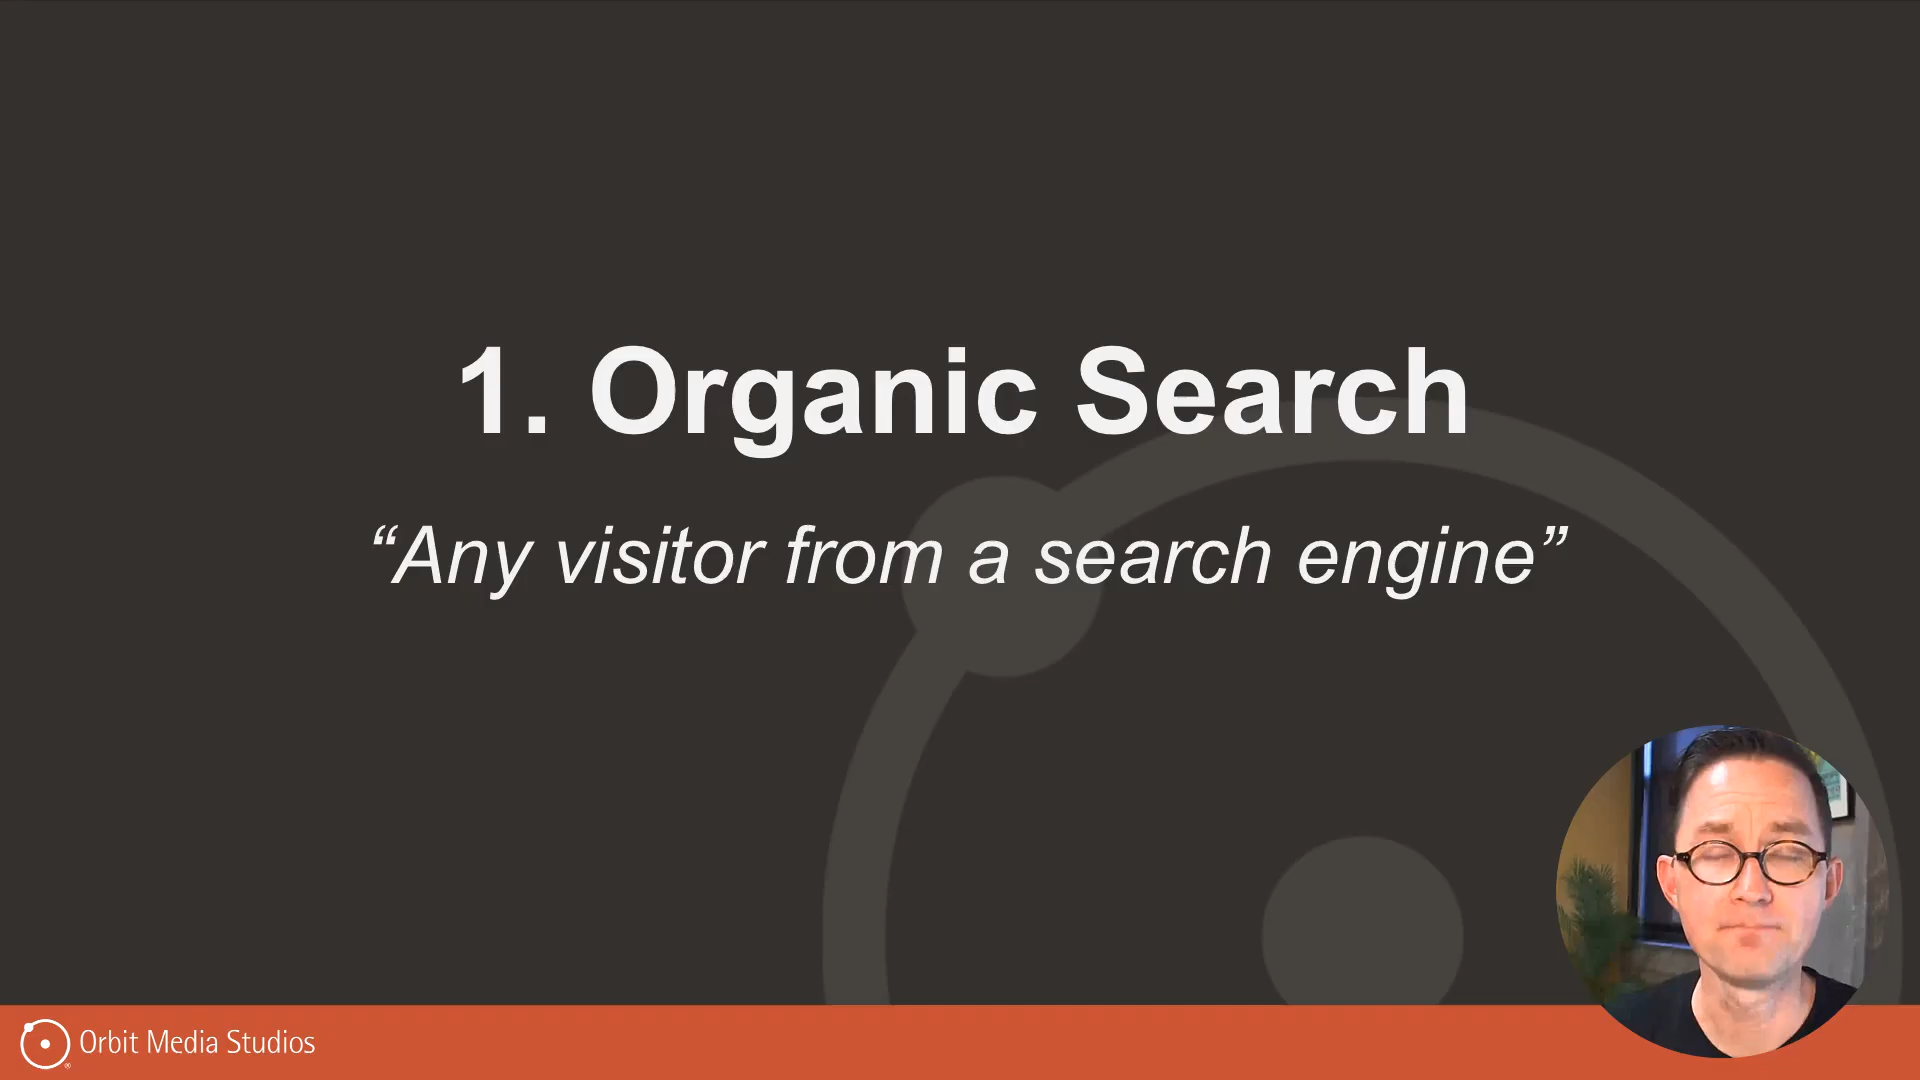 1. Organic Search
“Any visitor from a search engine”
Orbit Media Studios
®